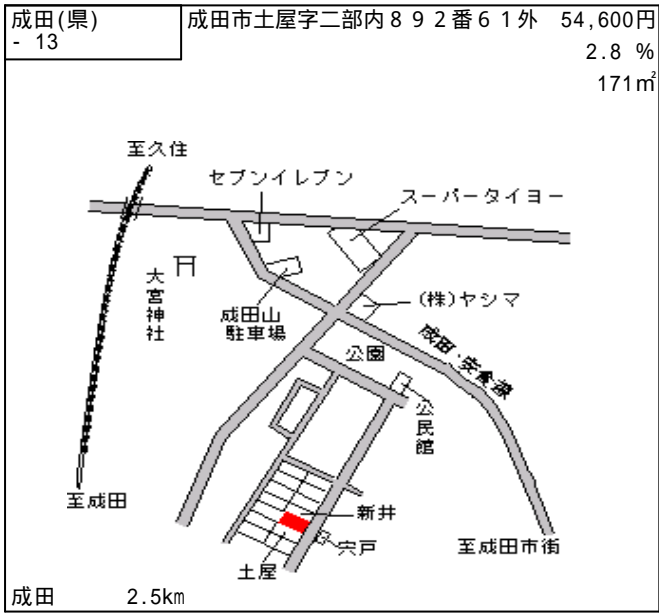 成田(県)
- 13
成田市土屋字二部内８９２番６１外 54,600円
2.8 %
171㎡
至久住
セブンイレブン
スーパータイヨー
大宮神社
成田山
駐車場
(株)ヤシマ
成田・安食線
公園
公民館
至成田
新井
宍戸
土屋
至成田市街
成田 2.5km